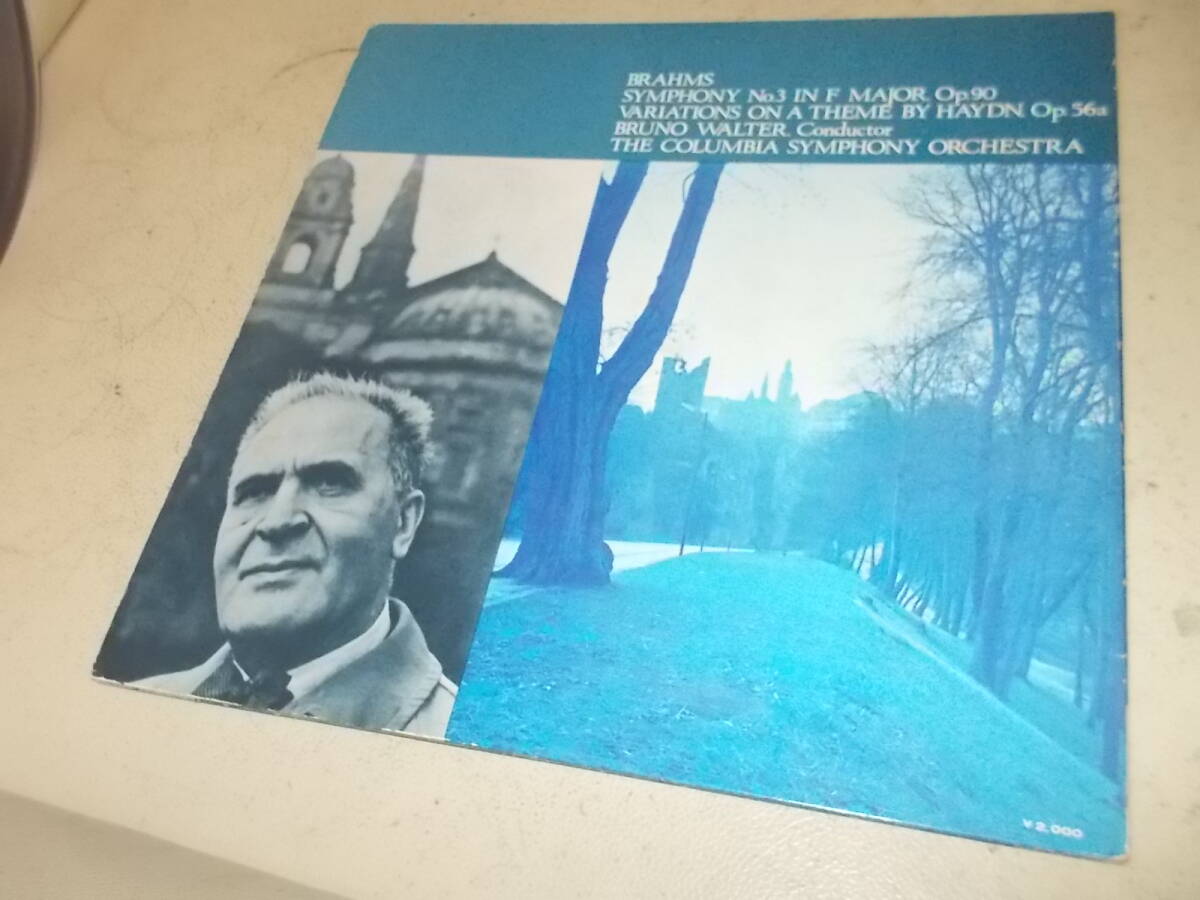 BRAHMS
SYMPHONY No.3 IN F MAJOR, Op.90
VARIATIONS ON A THEME BY HAYDN, Op. 56a
BRUNO WALTER, Conductor
THE COLUMBIA SYMPHONY ORCHESTRA
¥2,000